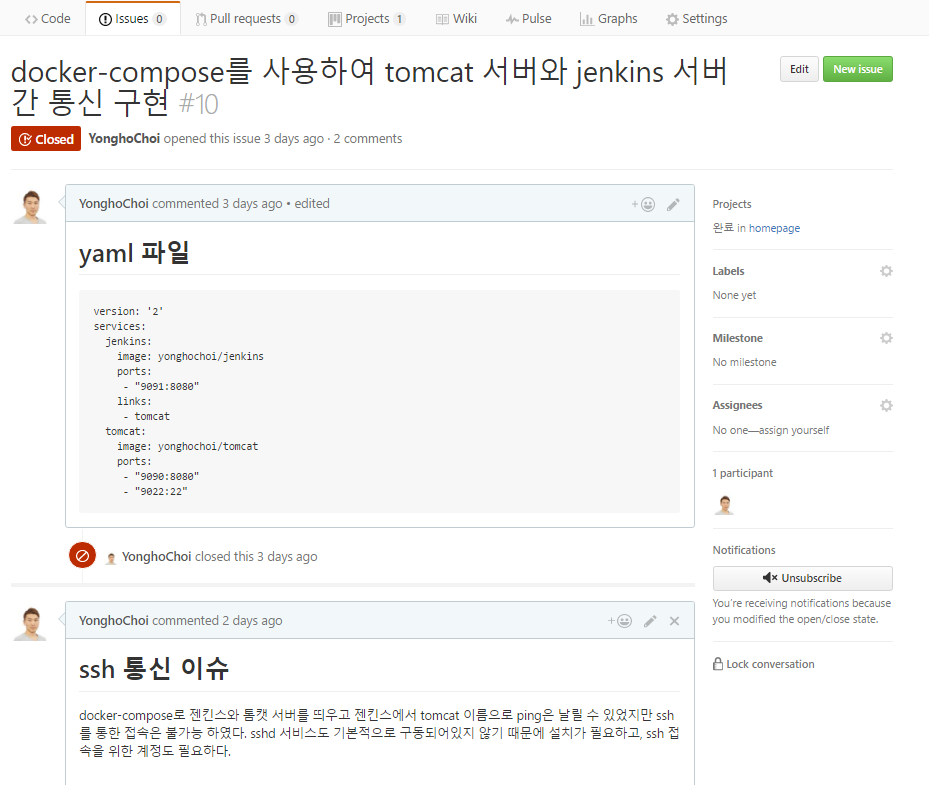 Code Issues 0 Pull requests 0 Projects 1 Wiki Pulse Graphs Settings
docker-compose를 사용하여 tomcat 서버와 jenkins 서버
간 통신 구현 #10
Edit New issue
Closed YonghoChoi opened this issue 3 days ago · 2 comments
YonghoChoi commented 3 days ago • edited
yaml 파일
version: '2'
services:
  jenkins:
    image: yonghochoi/jenkins
    ports:
     - "9091:8080"
    links:
     - tomcat
  tomcat:
    image: yonghochoi/tomcat
    ports:
     - "9090:8080"
     - "9022:22"
YonghoChoi closed this 3 days ago
YonghoChoi commented 2 days ago
ssh 통신 이슈
docker-compose로 젠킨스와 톰캣 서버를 띄우고 젠킨스에서 tomcat 이름으로 ping은 날릴 수 있었지만 ssh
를 통한 접속은 불가능 하였다. sshd 서비스도 기본적으로 구동되어있지 않기 때문에 설치가 필요하고, ssh 접
속을 위한 계정도 필요하다.
Projects
완료 in homepage
Labels
None yet
Milestone
No milestone
Assignees
No one—assign yourself
1 participant
Notifications
Unsubscribe
You're receiving notifications because
you modified the open/close state.
Lock conversation